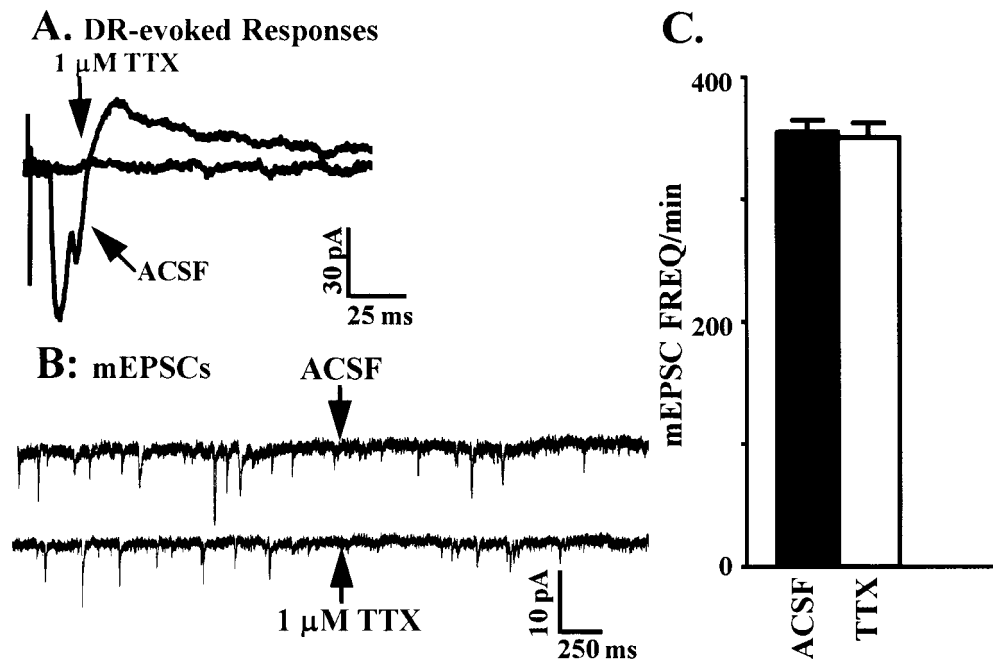 A. DR-evoked Responses
1 μM TTX
ACSF
30 pA
25 ms
B: mEPSCs
ACSF
1 μM TTX
10 pA
250 ms
C.
mEPSC FREQ/min
400
200
0
ACSF
TTX